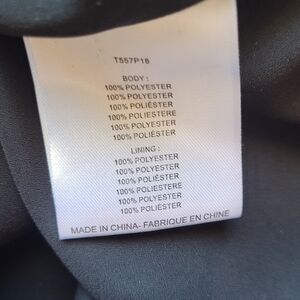 T557P18
BODY :
100% POLYESTER
100% POLYESTER
100% POLIÉSTER
100% POLIESTERE
100% POLYESTER
100% POLIÉSTER
LINING :
100% POLYESTER
100% POLYESTER
100% POLIÉSTER
100% POLIESTERE
100% POLYESTER
100% POLIÉSTER
MADE IN CHINA- FABRIQUE EN CHINE